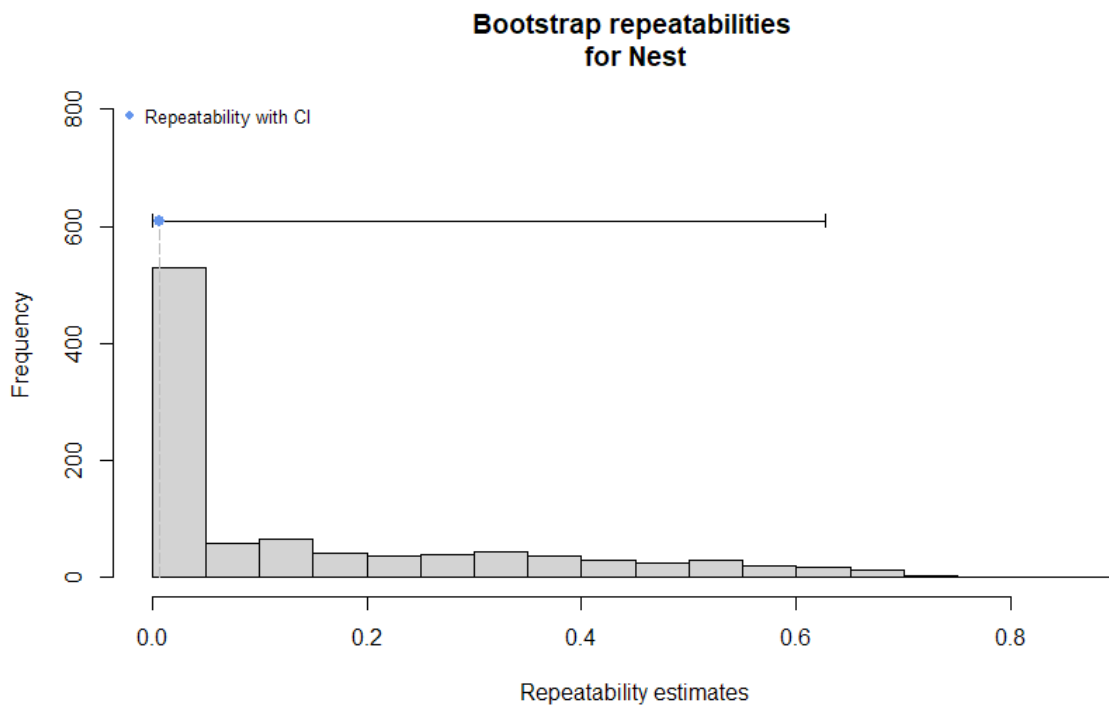 Bootstrap repeatabilities
for Nest
Repeatability with CI
800
600
400
200
0
Frequency
0.0 0.2 0.4 0.6 0.8
Repeatability estimates